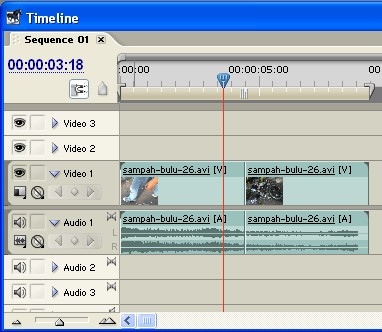 Timeline
Sequence 01
00:00:03:18
:00:00
00:00:05:00
00
Video 3
Video 2
Video 1
sampah-bulu-26.avi [V]
sampah-bulu-26.avi [V]
Audio 1
L
R
sampah-bulu-26.avi [A]
sampah-bulu-26.avi [A]
Audio 2
Audio 3